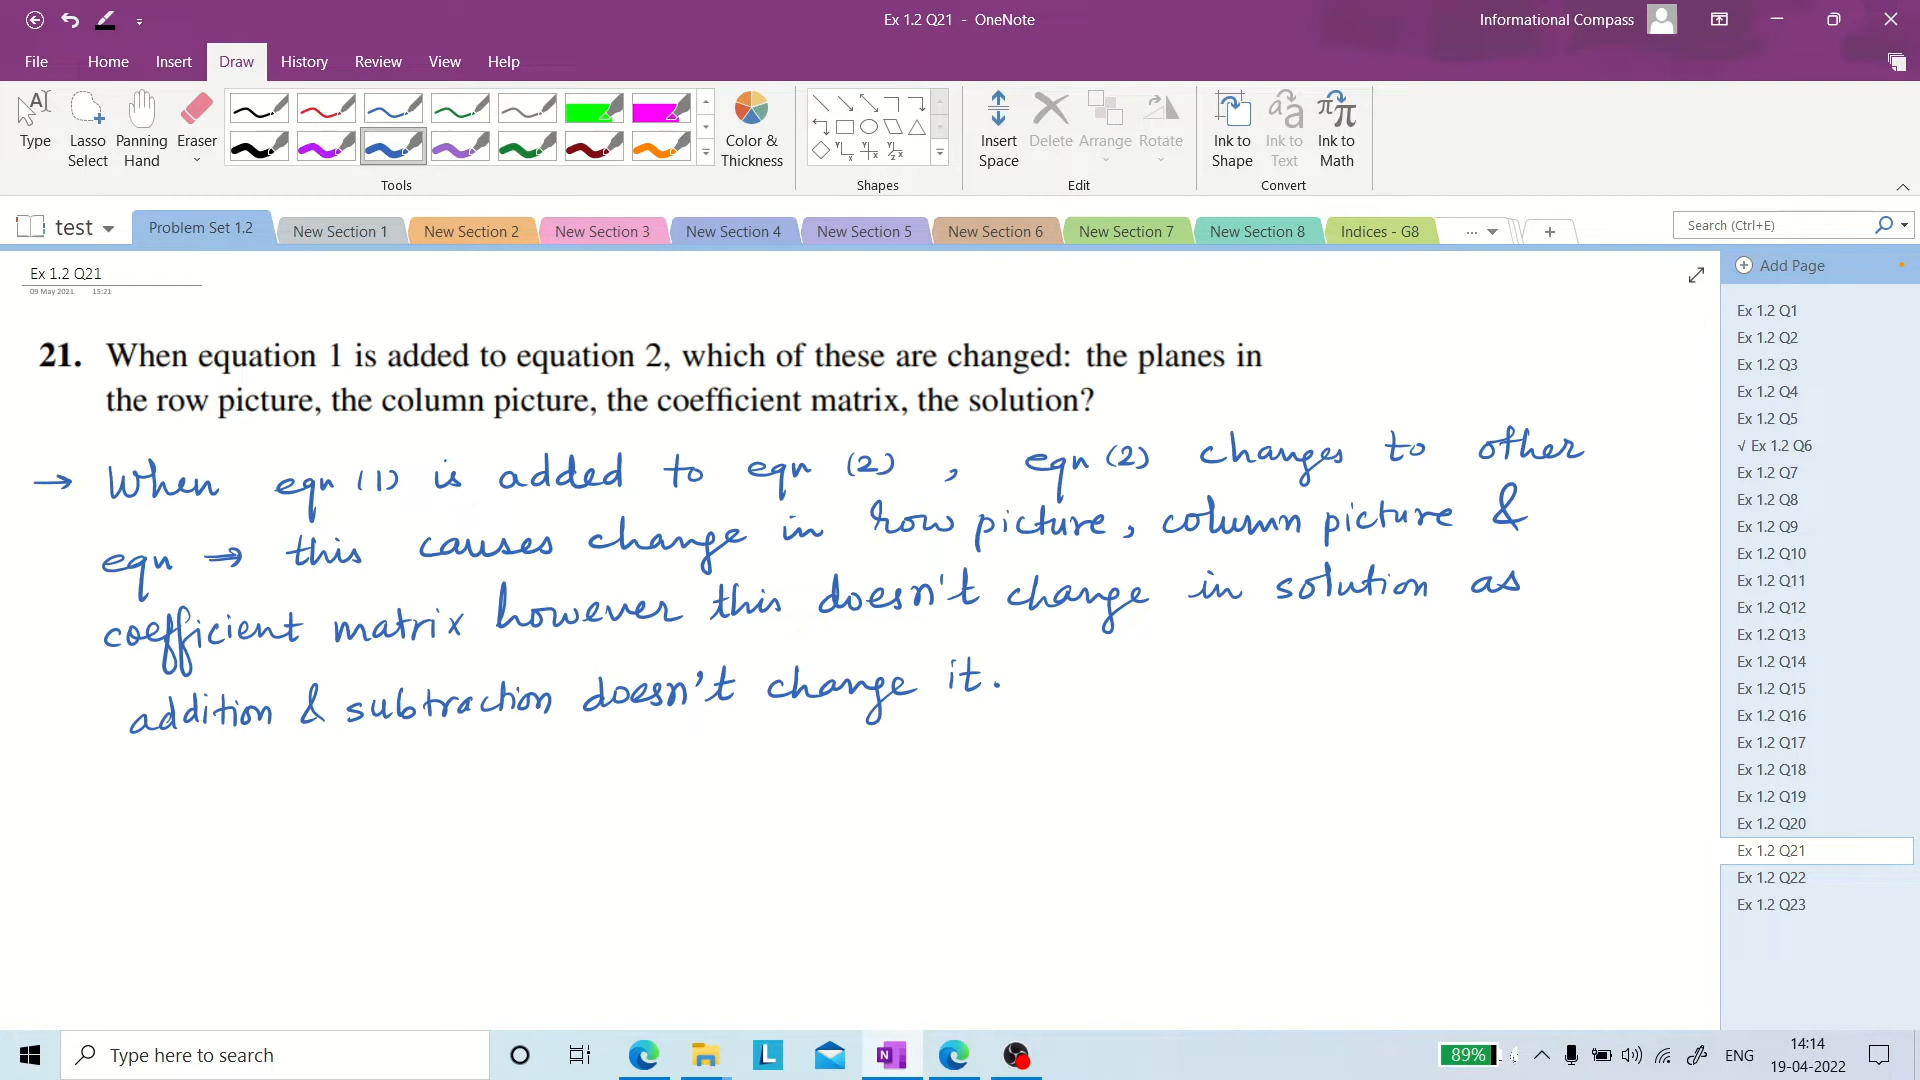 Ex 1.2 Q21 - OneNote
Informational Compass
File Home Insert Draw History Review View Help
Type
Lasso Select
Panning Hand
Eraser
Color & Thickness
Insert Space
Delete
Arrange
Rotate
Ink to Shape
Ink to Text
Ink to Math
Tools
Shapes
Edit
Convert
test
Problem Set 1.2
New Section 1
New Section 2
New Section 3
New Section 4
New Section 5
New Section 6
New Section 7
New Section 8
Indices - G8
Search (Ctrl+E)
Ex 1.2 Q21
09 May 2021 15:21
21. When equation 1 is added to equation 2, which of these are changed: the planes in
the row picture, the column picture, the coefficient matrix, the solution?
→ When eqn (1) is added to eqn (2), eqn (2) changes to other
eqn ⇒ this causes change in row picture, column picture &
coefficient matrix however this doesn't change in solution as
addition & subtraction doesn't change it.
Add Page
Ex 1.2 Q1
Ex 1.2 Q2
Ex 1.2 Q3
Ex 1.2 Q4
Ex 1.2 Q5
√ Ex 1.2 Q6
Ex 1.2 Q7
Ex 1.2 Q8
Ex 1.2 Q9
Ex 1.2 Q10
Ex 1.2 Q11
Ex 1.2 Q12
Ex 1.2 Q13
Ex 1.2 Q14
Ex 1.2 Q15
Ex 1.2 Q16
Ex 1.2 Q17
Ex 1.2 Q18
Ex 1.2 Q19
Ex 1.2 Q20
Ex 1.2 Q21
Ex 1.2 Q22
Ex 1.2 Q23
Type here to search
89%
ENG
14:14
19-04-2022